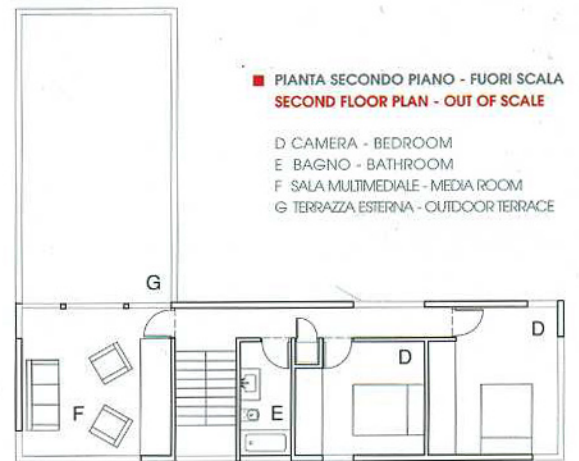 PIANTA SECONDO PIANO - FUORI SCALA
SECOND FLOOR PLAN - OUT OF SCALE
D CAMERA - BEDROOM
E BAGNO - BATHROOM
F SALA MULTIMEDIALE - MEDIA ROOM
G TERRAZZA ESTERNA - OUTDOOR TERRACE
G
D
D
F
E